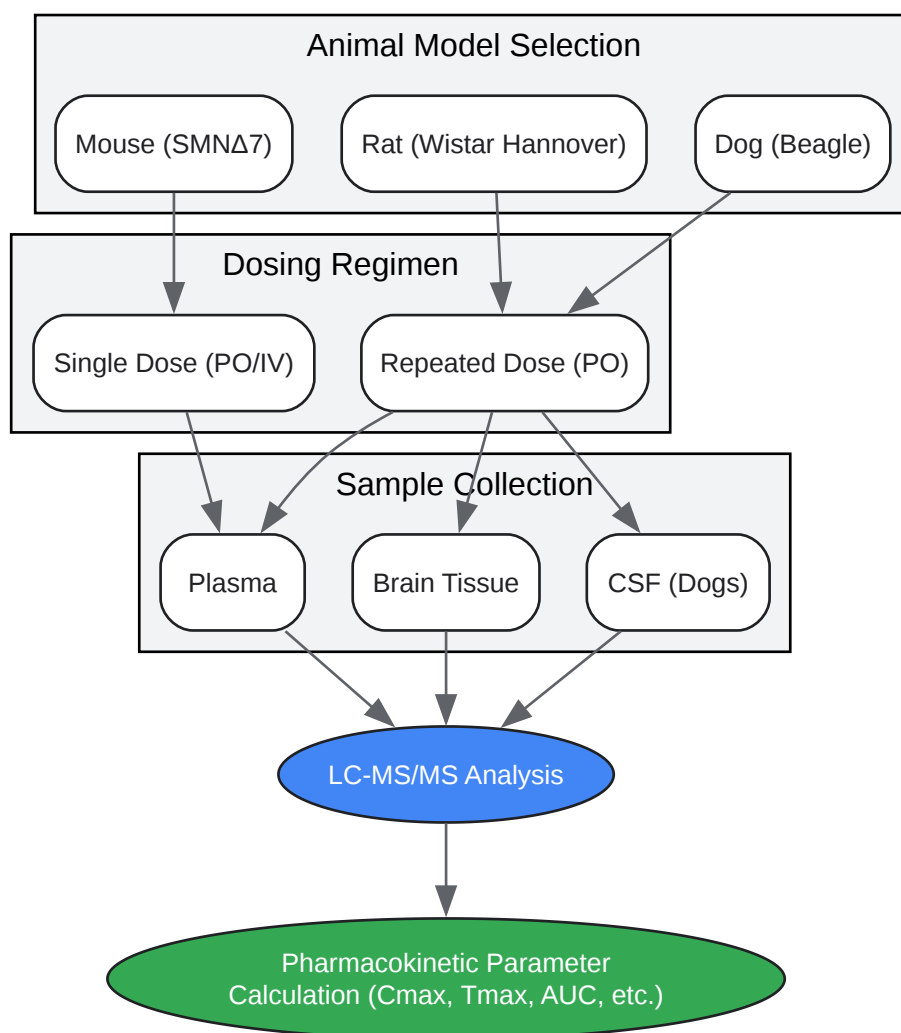 Animal Model Selection
Mouse (SMNΔ7)
Rat (Wistar Hannover)
Dog (Beagle)
Dosing Regimen
Single Dose (PO/IV)
Repeated Dose (PO)
Sample Collection
Plasma
Brain Tissue
CSF (Dogs)
LC-MS/MS Analysis
Pharmacokinetic Parameter
Calculation (Cmax, Tmax, AUC, etc.)